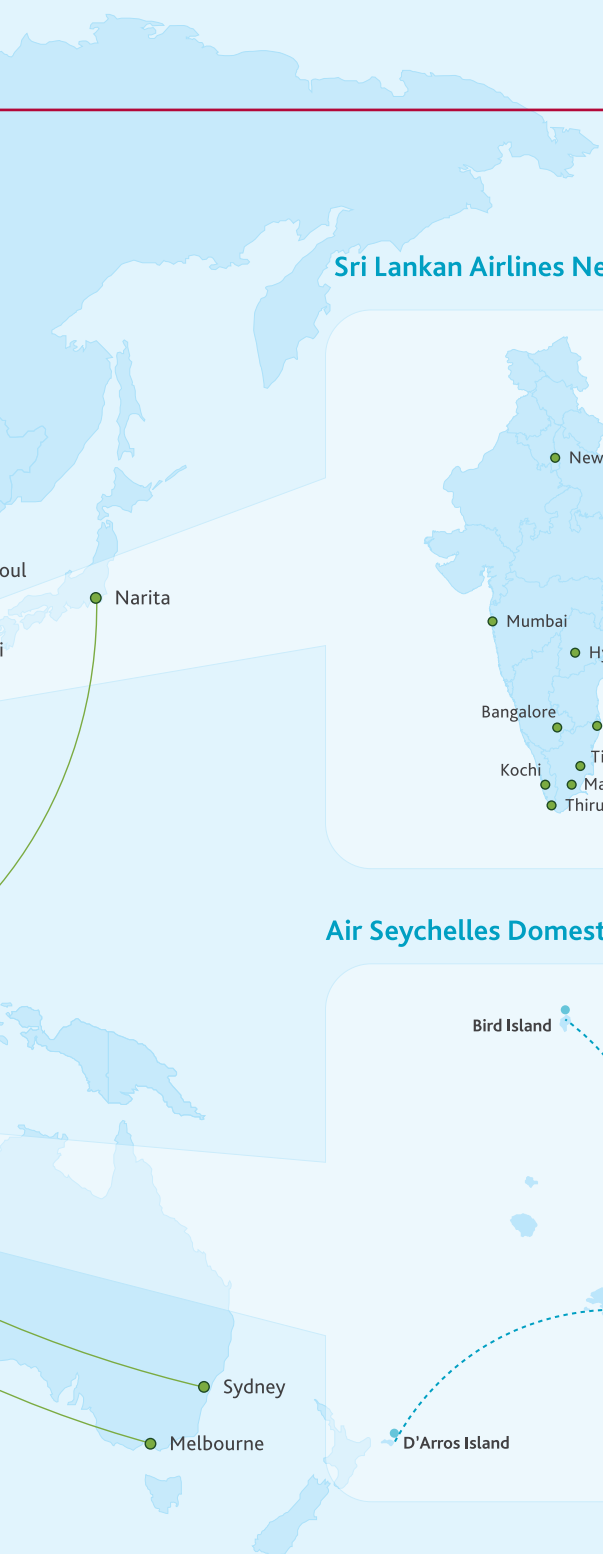 Sri Lankan Airlines Ne
New
oul
Narita
Mumbai
i
Hy
Bangalore
Ti
Kochi
Ma
Thiru
Air Seychelles Domest
Bird Island
Sydney
D'Arros Island
Melbourne